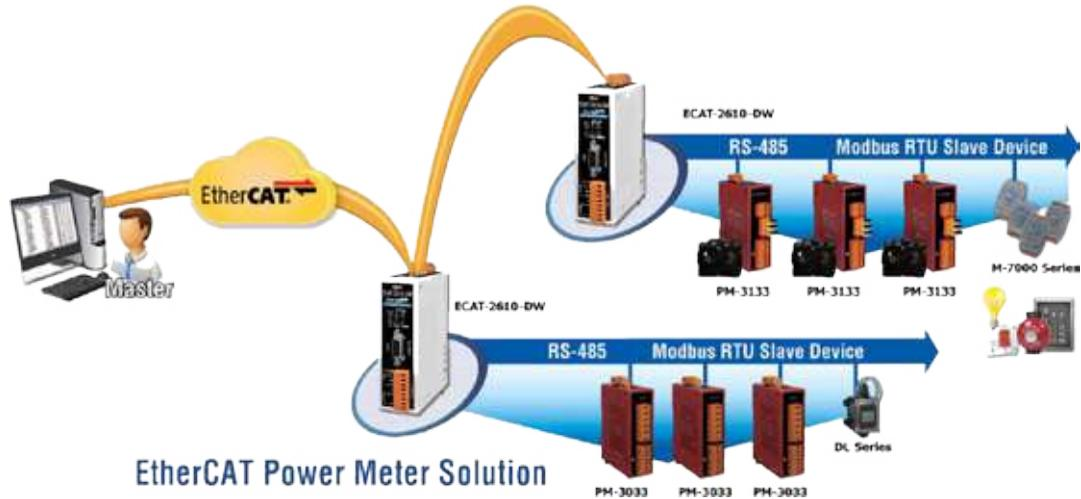 ECAT-2610-DW
RS-485 Modbus RTU Slave Device
EtherCAT
Master
PM-3133 PM-3133 PM-3133
M-7000 Series
ECAT-2610-DW
RS-485 Modbus RTU Slave Device
DL Series
EtherCAT Power Meter Solution
PM-3033 PM-3033 PM-3033